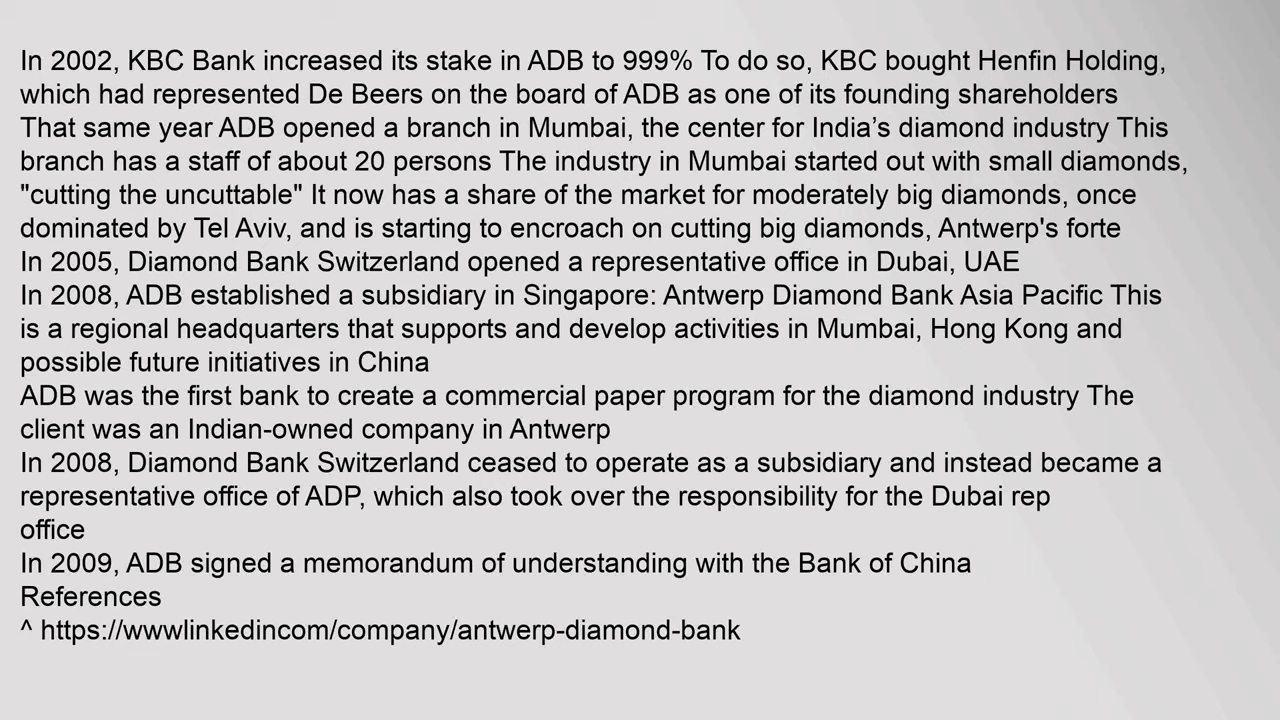 In 2002, KBC Bank increased its stake in ADB to 999% To do so, KBC bought Henfin Holding,
which had represented De Beers on the board of ADB as one of its founding shareholders
That same year ADB opened a branch in Mumbai, the center for India’s diamond industry This
branch has a staff of about 20 persons The industry in Mumbai started out with small diamonds,
"cutting the uncuttable" It now has a share of the market for moderately big diamonds, once
dominated by Tel Aviv, and is starting to encroach on cutting big diamonds, Antwerp's forte
In 2005, Diamond Bank Switzerland opened a representative office in Dubai, UAE
In 2008, ADB established a subsidiary in Singapore: Antwerp Diamond Bank Asia Pacific This
is a regional headquarters that supports and develop activities in Mumbai, Hong Kong and
possible future initiatives in China
ADB was the first bank to create a commercial paper program for the diamond industry The
client was an Indian-owned company in Antwerp
In 2008, Diamond Bank Switzerland ceased to operate as a subsidiary and instead became a
representative office of ADP, which also took over the responsibility for the Dubai rep
office
In 2009, ADB signed a memorandum of understanding with the Bank of China
References
^ https://wwwlinkedincom/company/antwerp-diamond-bank